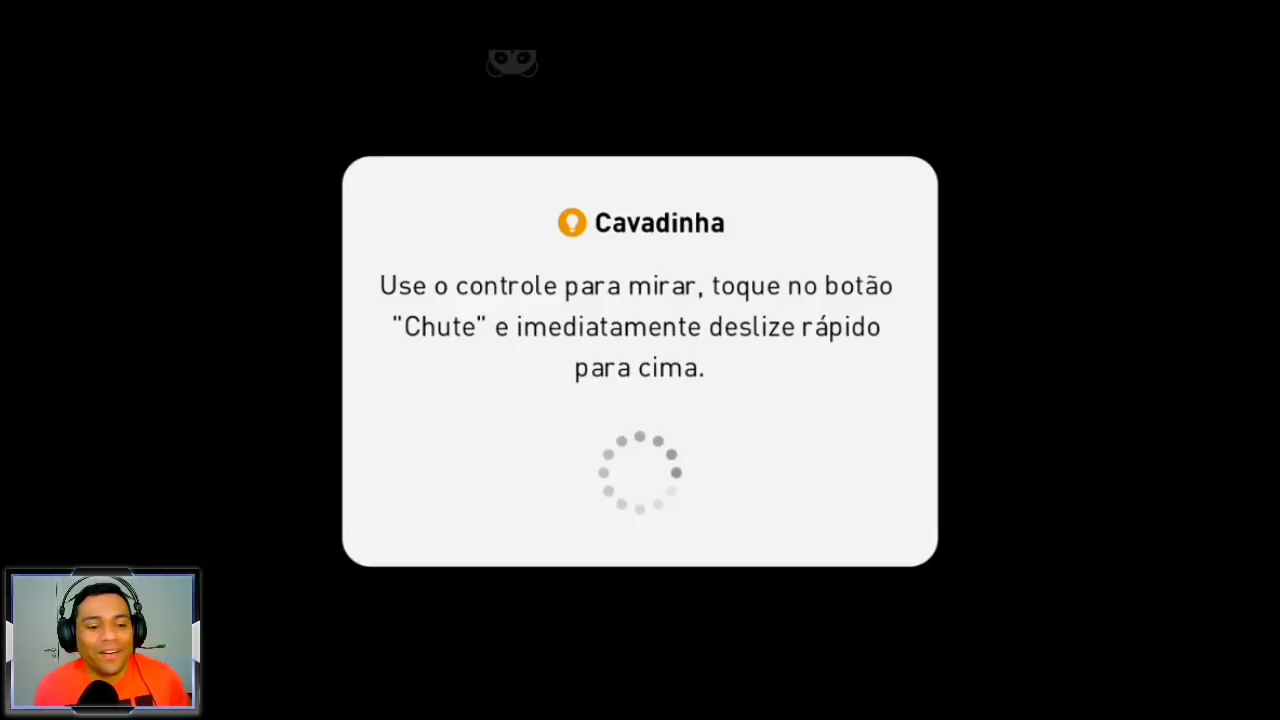 Cavadinha
Use o controle para mirar, toque no botão
"Chute" e imediatamente deslize rápido
para cima.